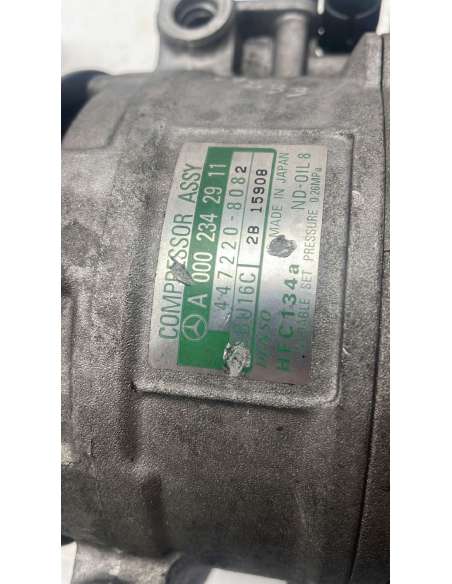 COMPRESSOR ASSY
A 000 234 29 11
447220-8082
2B 15908
MADE IN JAPAN
HFC134a
ND-OIL 8
SET PRESSURE 0.26MPa